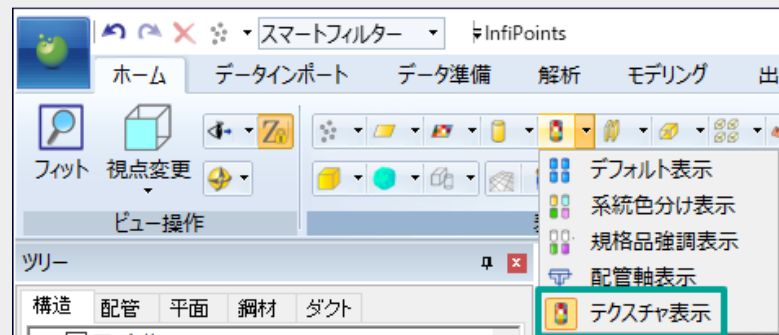 スマートフィルター InfiPoints
ホーム データインポート データ準備 解析 モデリング 出
フィット 視点変更
ビュー操作
デフォルト表示
系統色分け表示
規格品強調表示
配管軸表示
テクスチャ表示
ツリー
構造 配管 平面 鋼材 ダクト